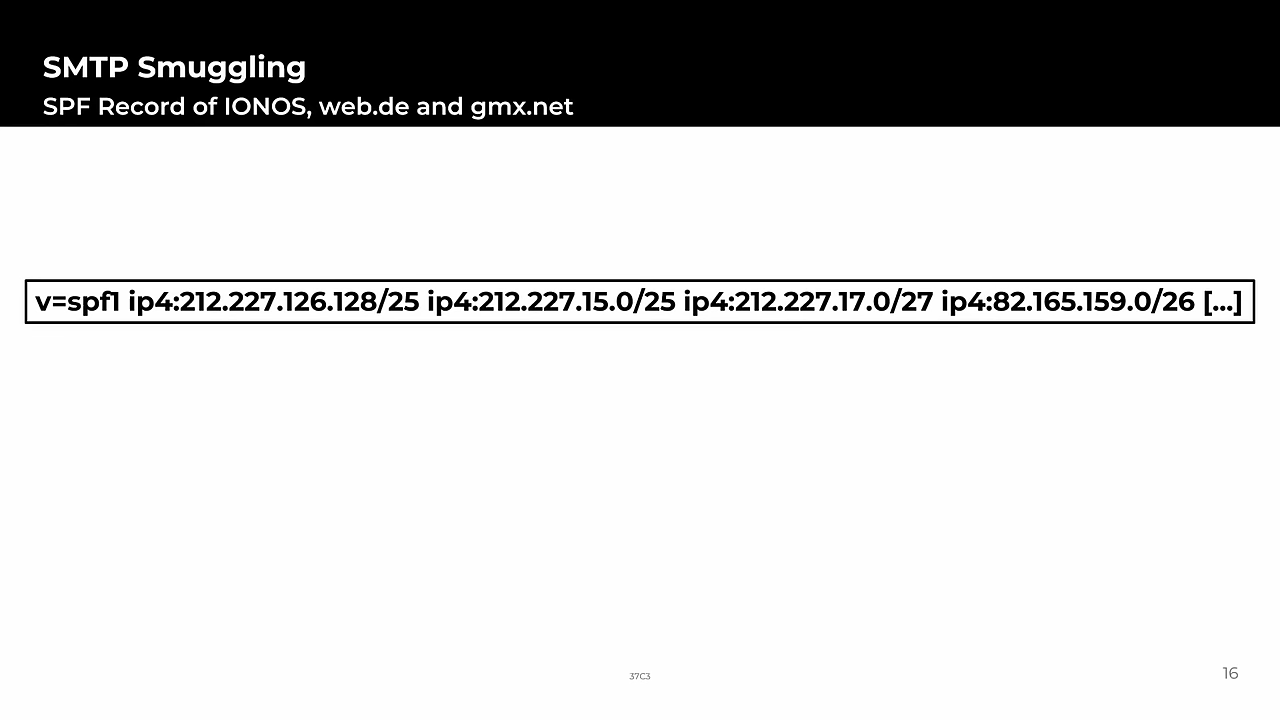 SMTP Smuggling
SPF Record of IONOS, web.de and gmx.net
v=spf1 ip4:212.227.126.128/25 ip4:212.227.15.0/25 ip4:212.227.17.0/27 ip4:82.165.159.0/26 [...]
37C3
16